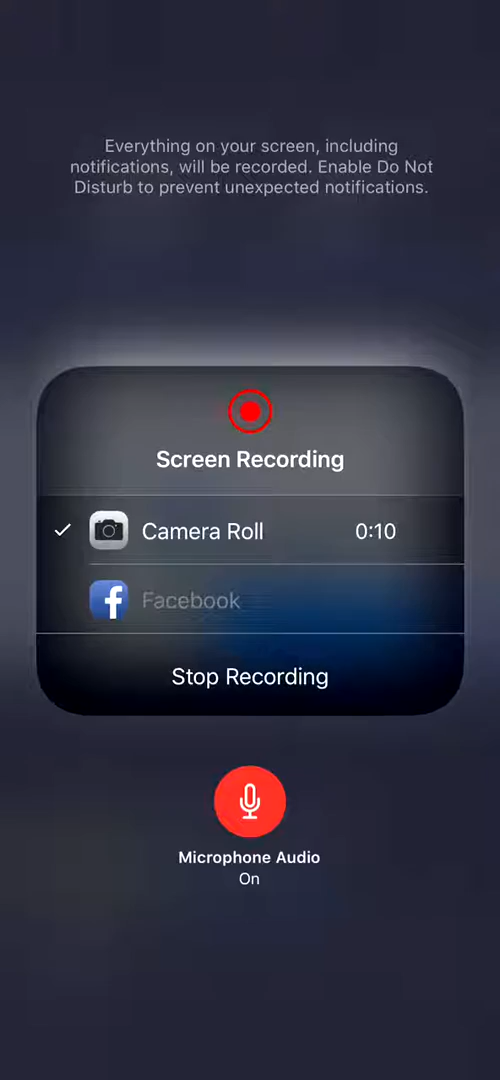 Everything on your screen, including
notifications, will be recorded. Enable Do Not
Disturb to prevent unexpected notifications.
Screen Recording
Camera Roll 0:10
Facebook
Stop Recording
Microphone Audio
On